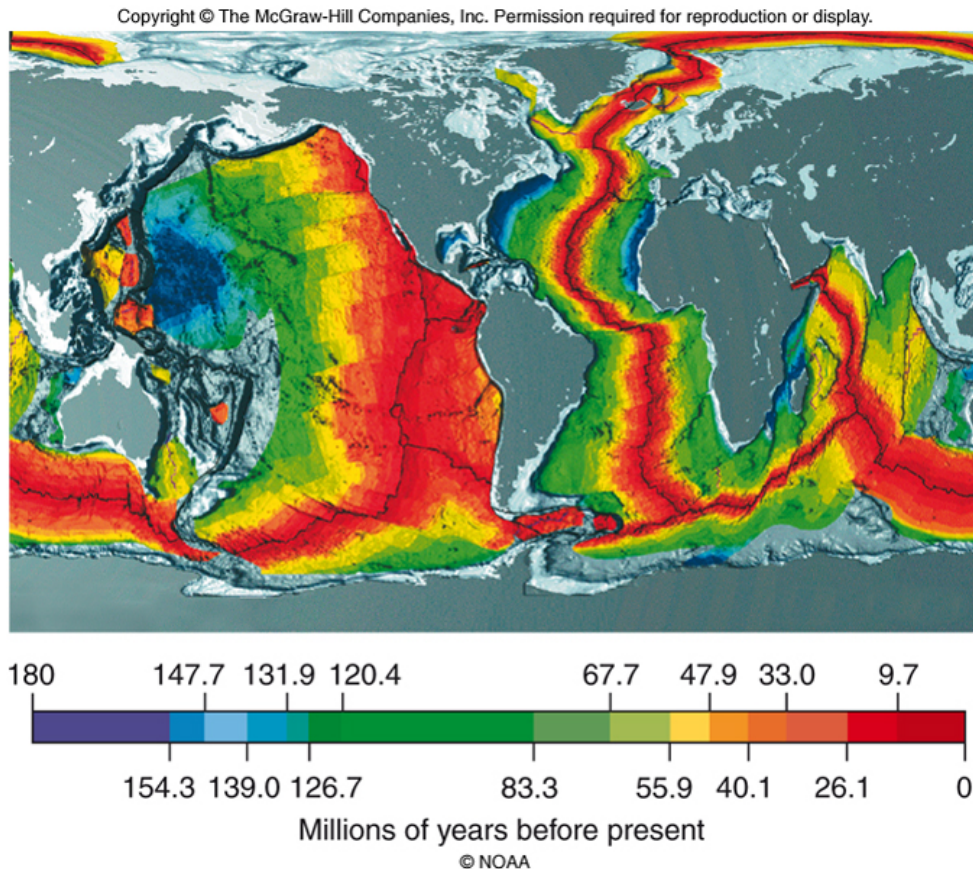 Copyright © The McGraw-Hill Companies, Inc. Permission required for reproduction or display.
180 147.7 131.9 120.4 67.7 47.9 33.0 9.7
154.3 139.0 126.7 83.3 55.9 40.1 26.1 0
Millions of years before present
© NOAA